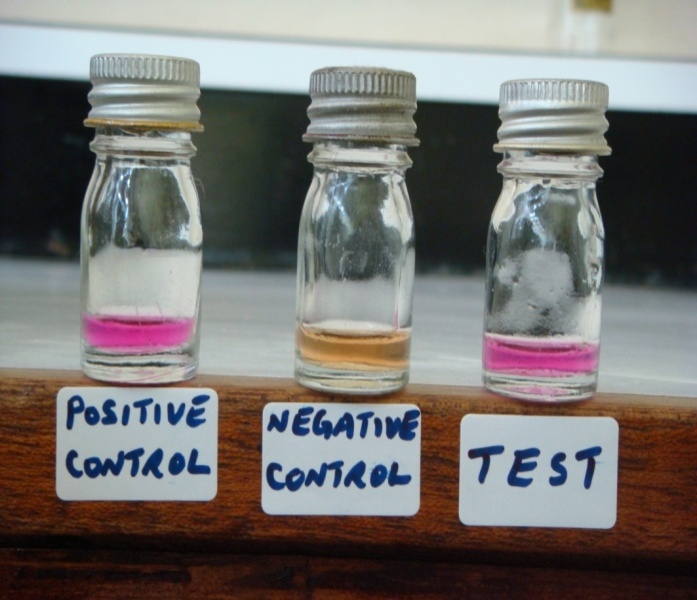 POSITIVE
CONTROL
NEGATIVE
CONTROL
TEST